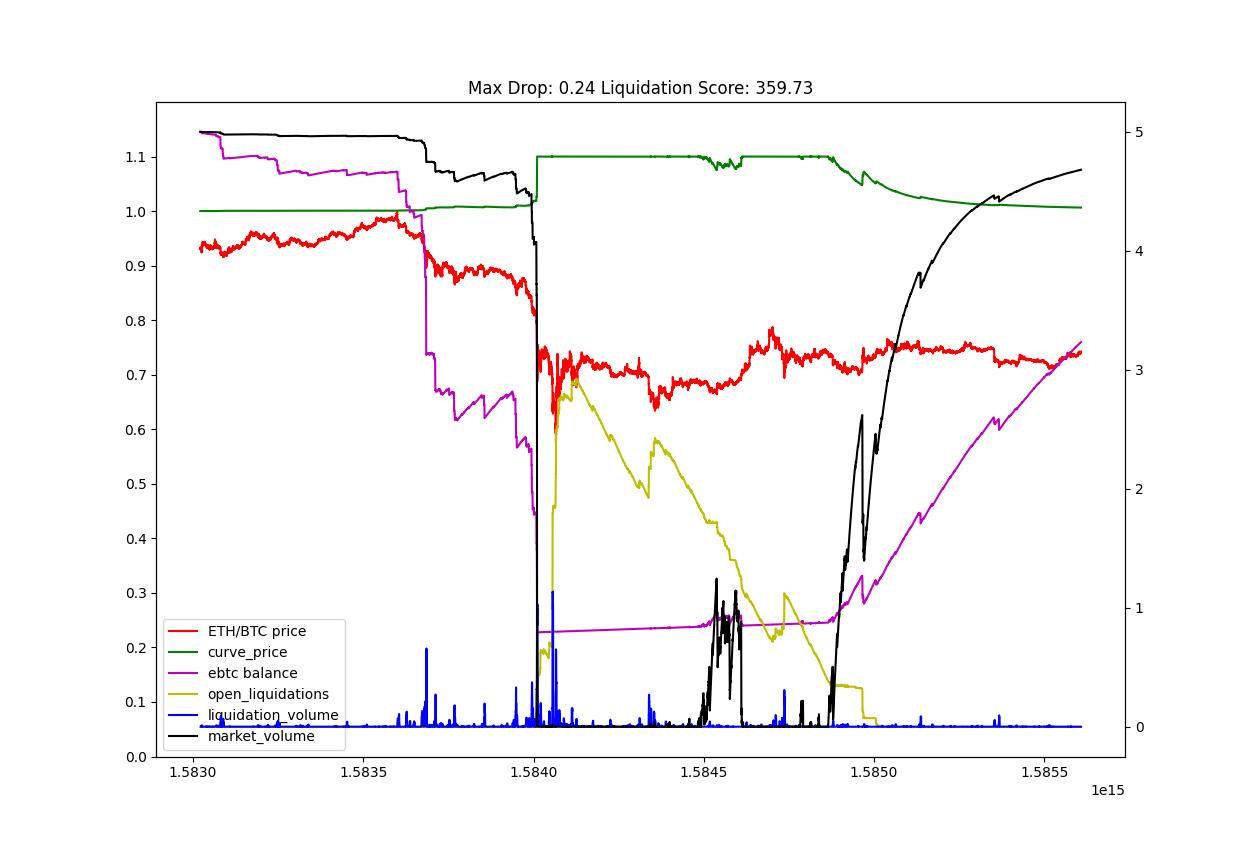 Max Drop: 0.24 Liquidation Score: 359.73
1.1
1.0
0.9
0.8
0.7
0.6
0.5
0.4
0.3
0.2
0.1
0.0
5
4
3
2
1
0
ETH/BTC price
curve_price
ebtc balance
open_liquidations
liquidation_volume
market_volume
1.5830 1.5835 1.5840 1.5845 1.5850 1.5855
1e15